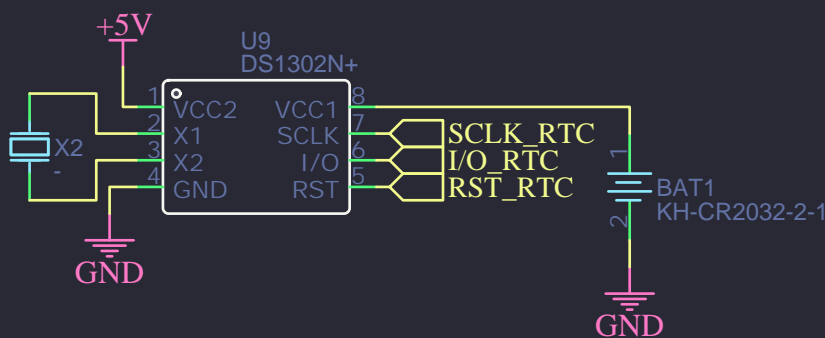 +5V
U9
DS1302N+
1 VCC2 VCC1 8
2 X1 SCLK 7 SCLK_RTC
3 X2 I/O 6 I/O_RTC
4 GND RST 5 RST_RTC
X2
-
GND
1
BAT1
KH-CR2032-2-1
2
GND